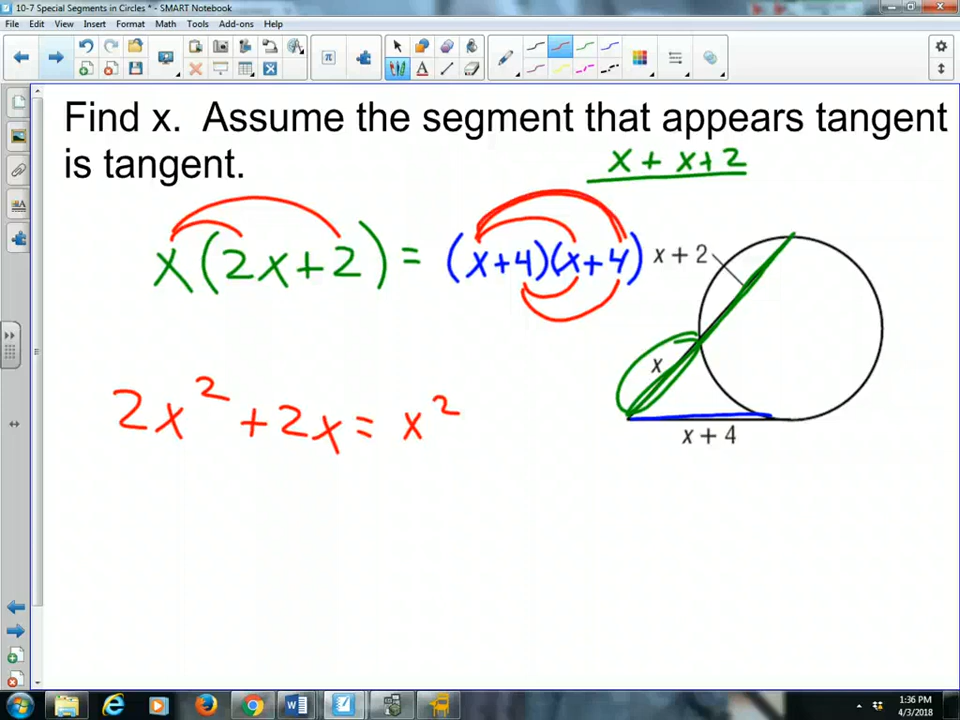 10-7 Special Segments in Circles * - SMART Notebook
File Edit View Insert Format Math Tools Add-ons Help
Find x. Assume the segment that appears tangent
is tangent.
x + x+2
x(2x+2) = (x+4)(x+4)
x + 2
x
x + 4
2x² + 2x = x²
1:36 PM
4/3/2018